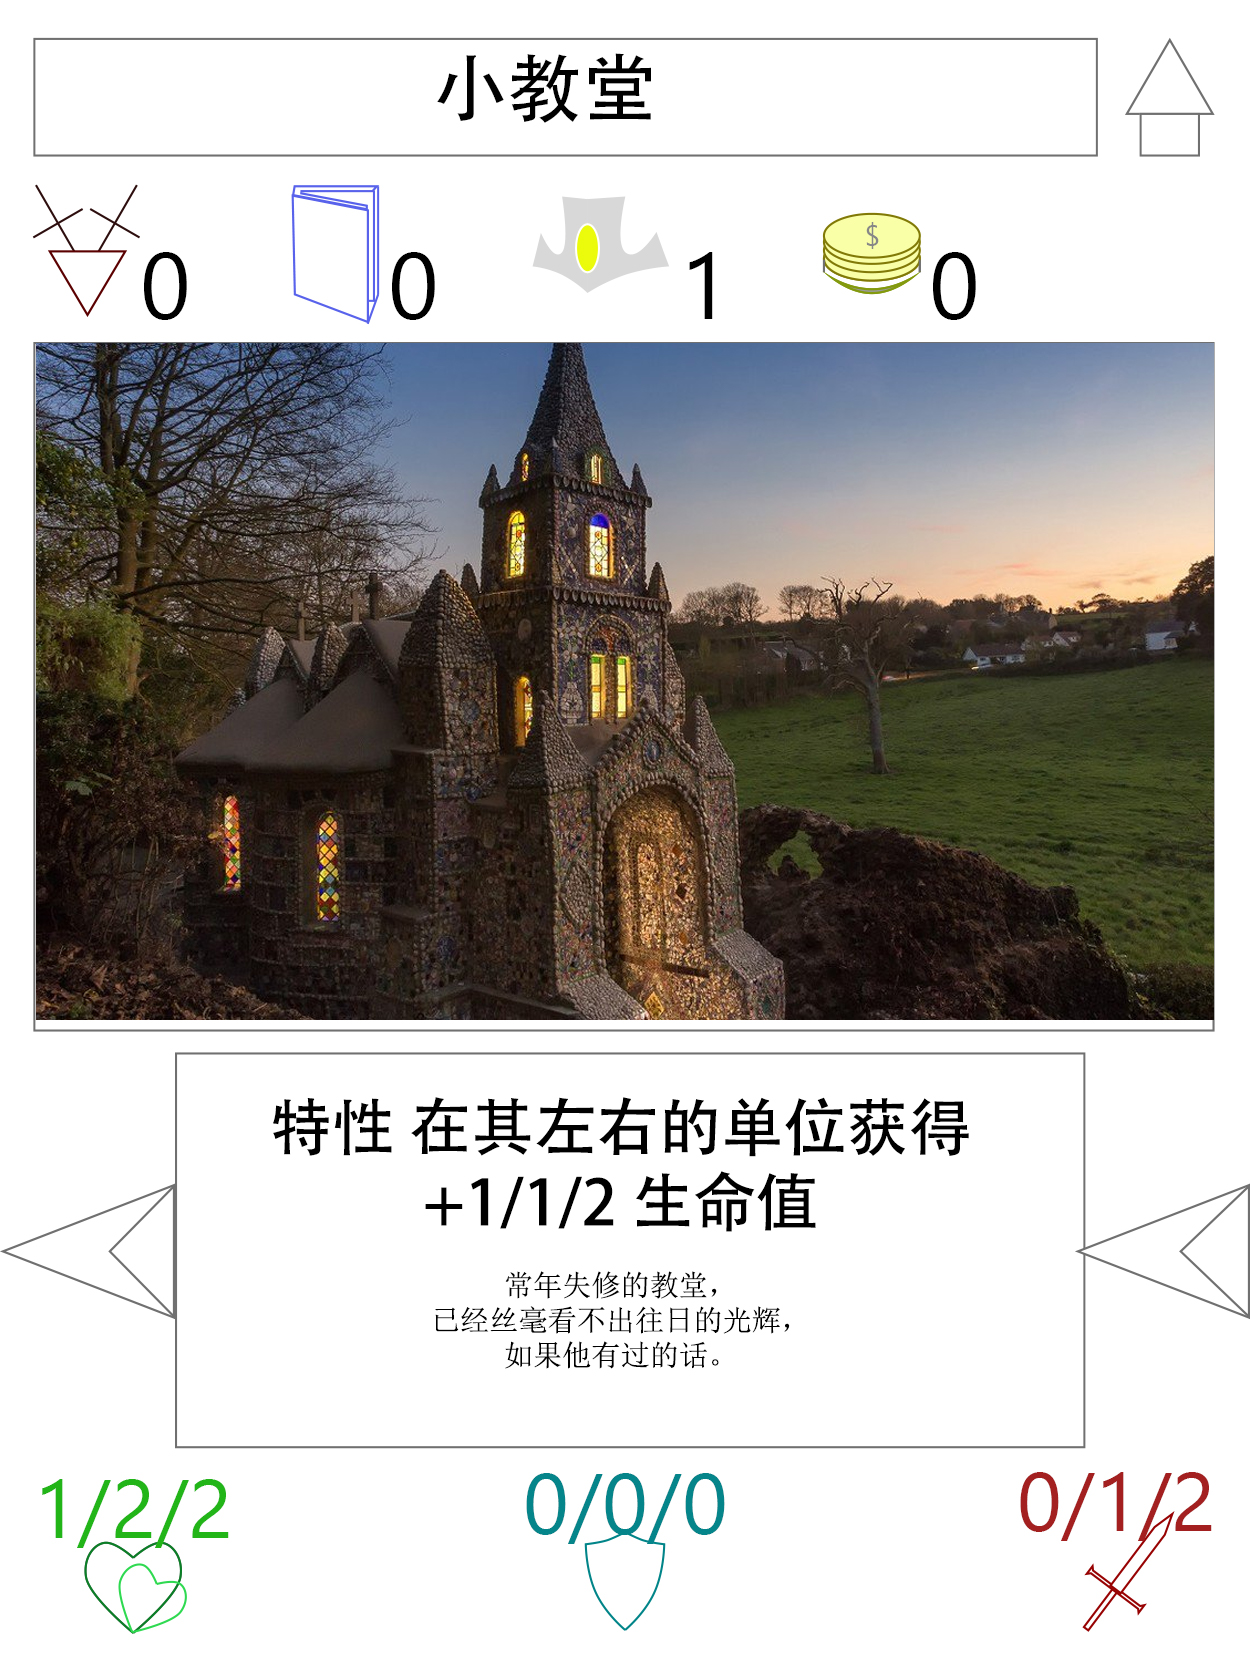 小教堂
0
0
1
$
0
特性 在其左右的单位获得
+1/1/2 生命值
常年失修的教堂，
已经丝毫看不出往日的光辉，
如果他有过的话。
1/2/2
0/0/0
0/1/2